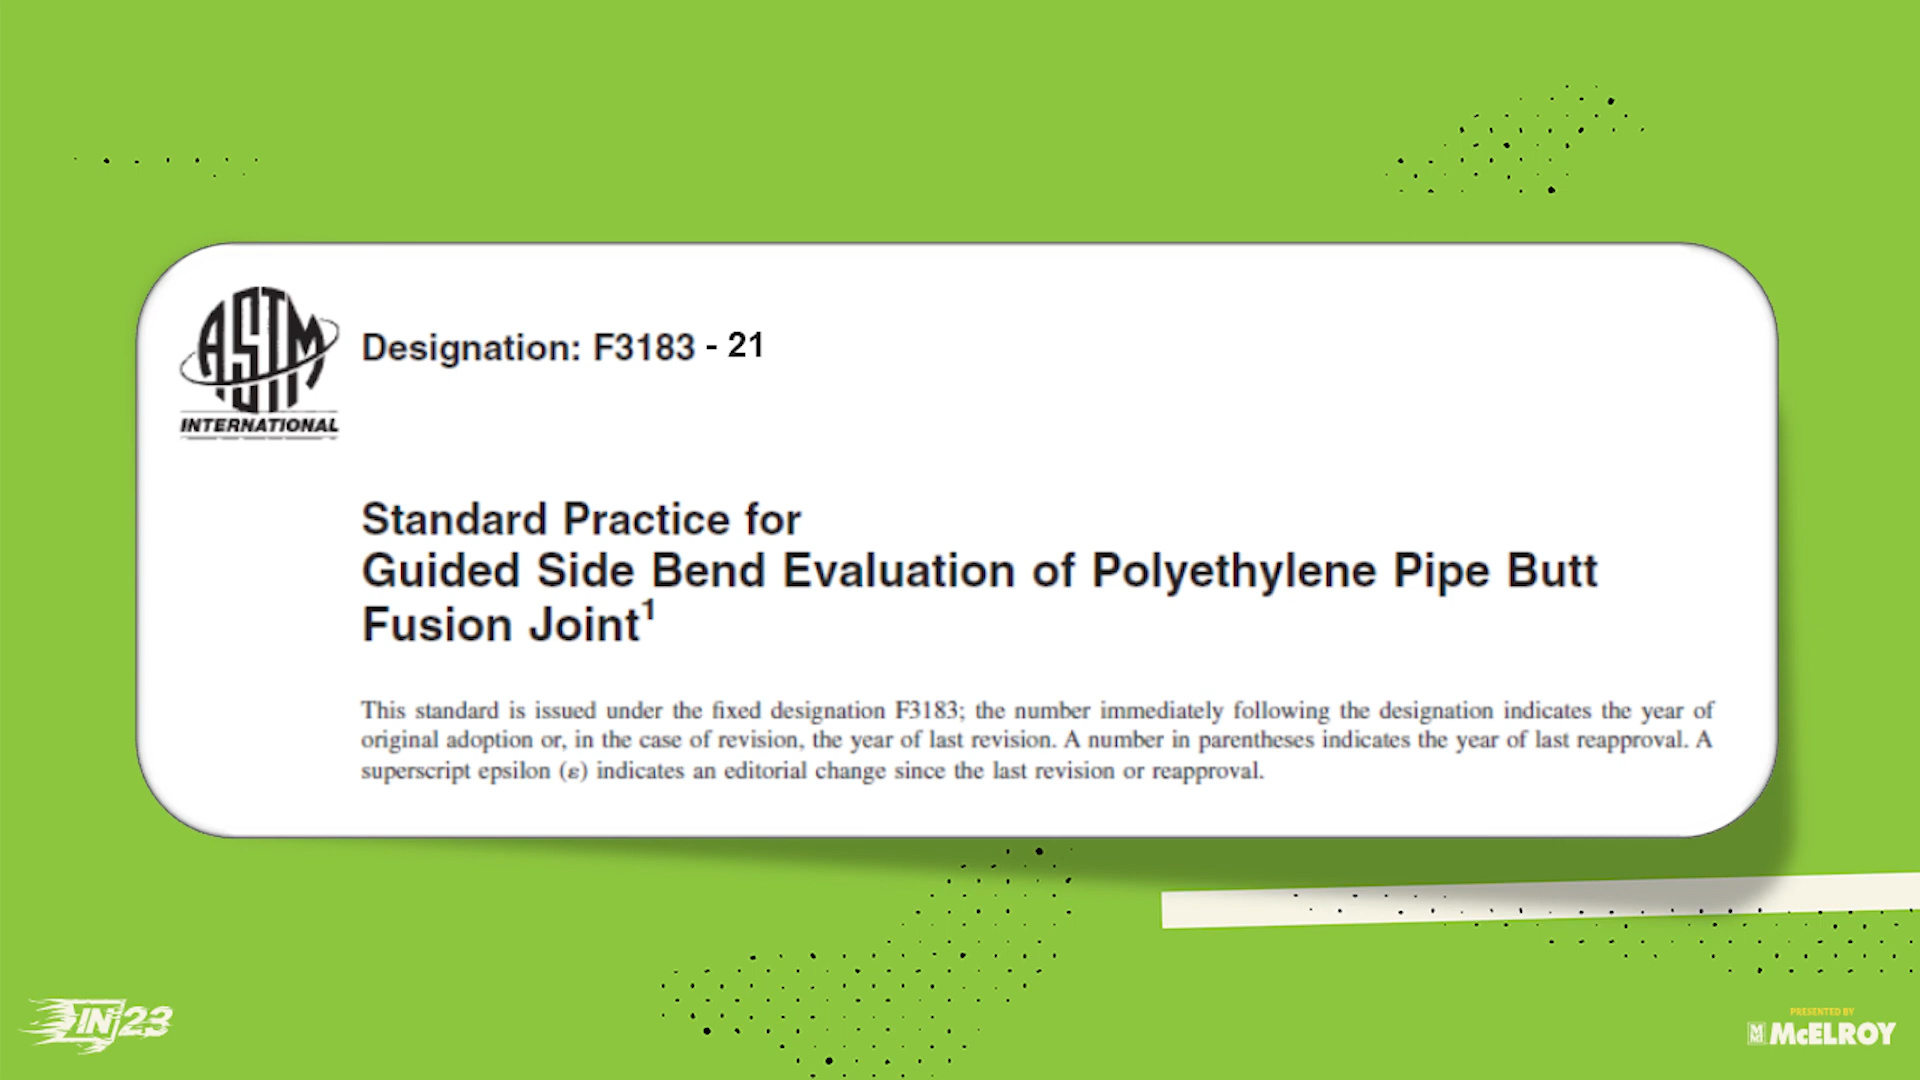 ASTM
INTERNATIONAL
Designation: F3183 - 21
Standard Practice for
Guided Side Bend Evaluation of Polyethylene Pipe Butt
Fusion Joint¹
This standard is issued under the fixed designation F3183; the number immediately following the designation indicates the year of
original adoption or, in the case of revision, the year of last revision. A number in parentheses indicates the year of last reapproval. A
superscript epsilon (ε) indicates an editorial change since the last revision or reapproval.
IN 23
PRESENTED BY
McELROY